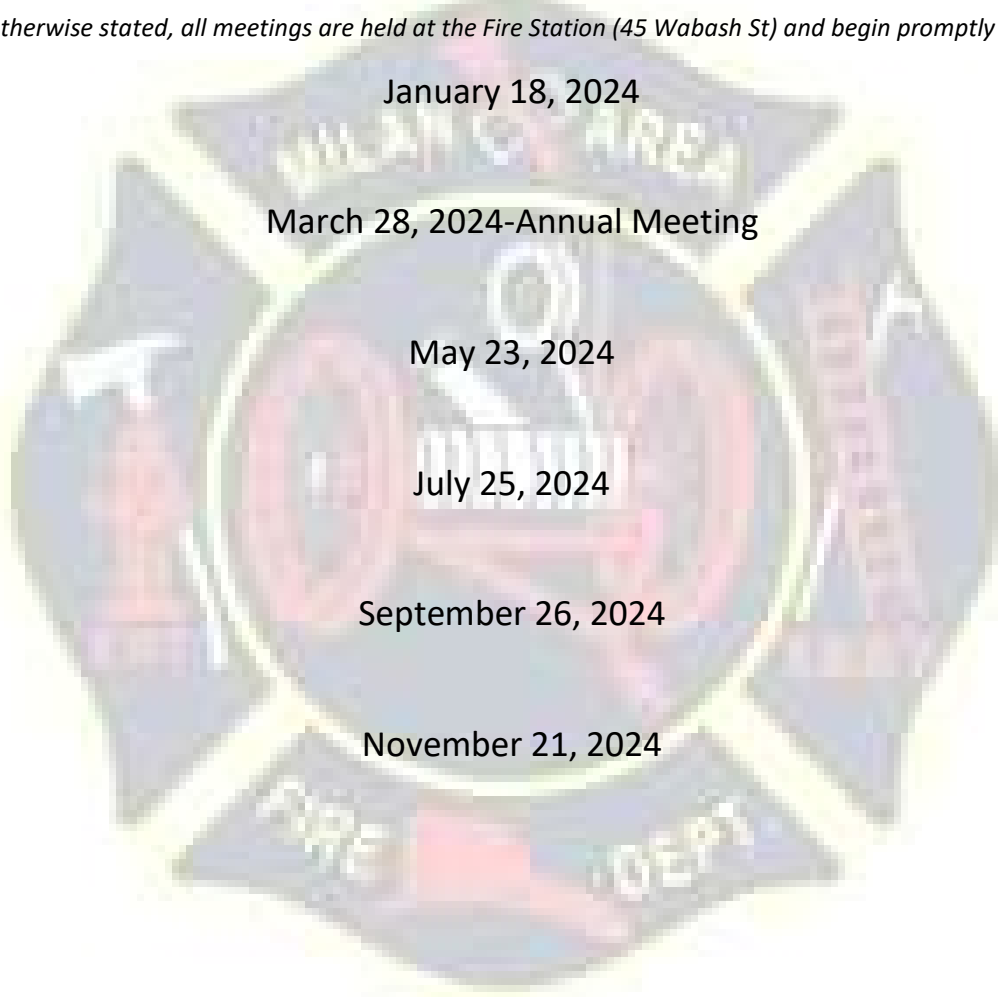 therwise stated, all meetings are held at the Fire Station (45 Wabash St) and begin promptly
January 18, 2024
MILAN AREA
March 28, 2024-Annual Meeting
May 23, 2024
July 25, 2024
September 26, 2024
November 21, 2024
FIRE DEPT